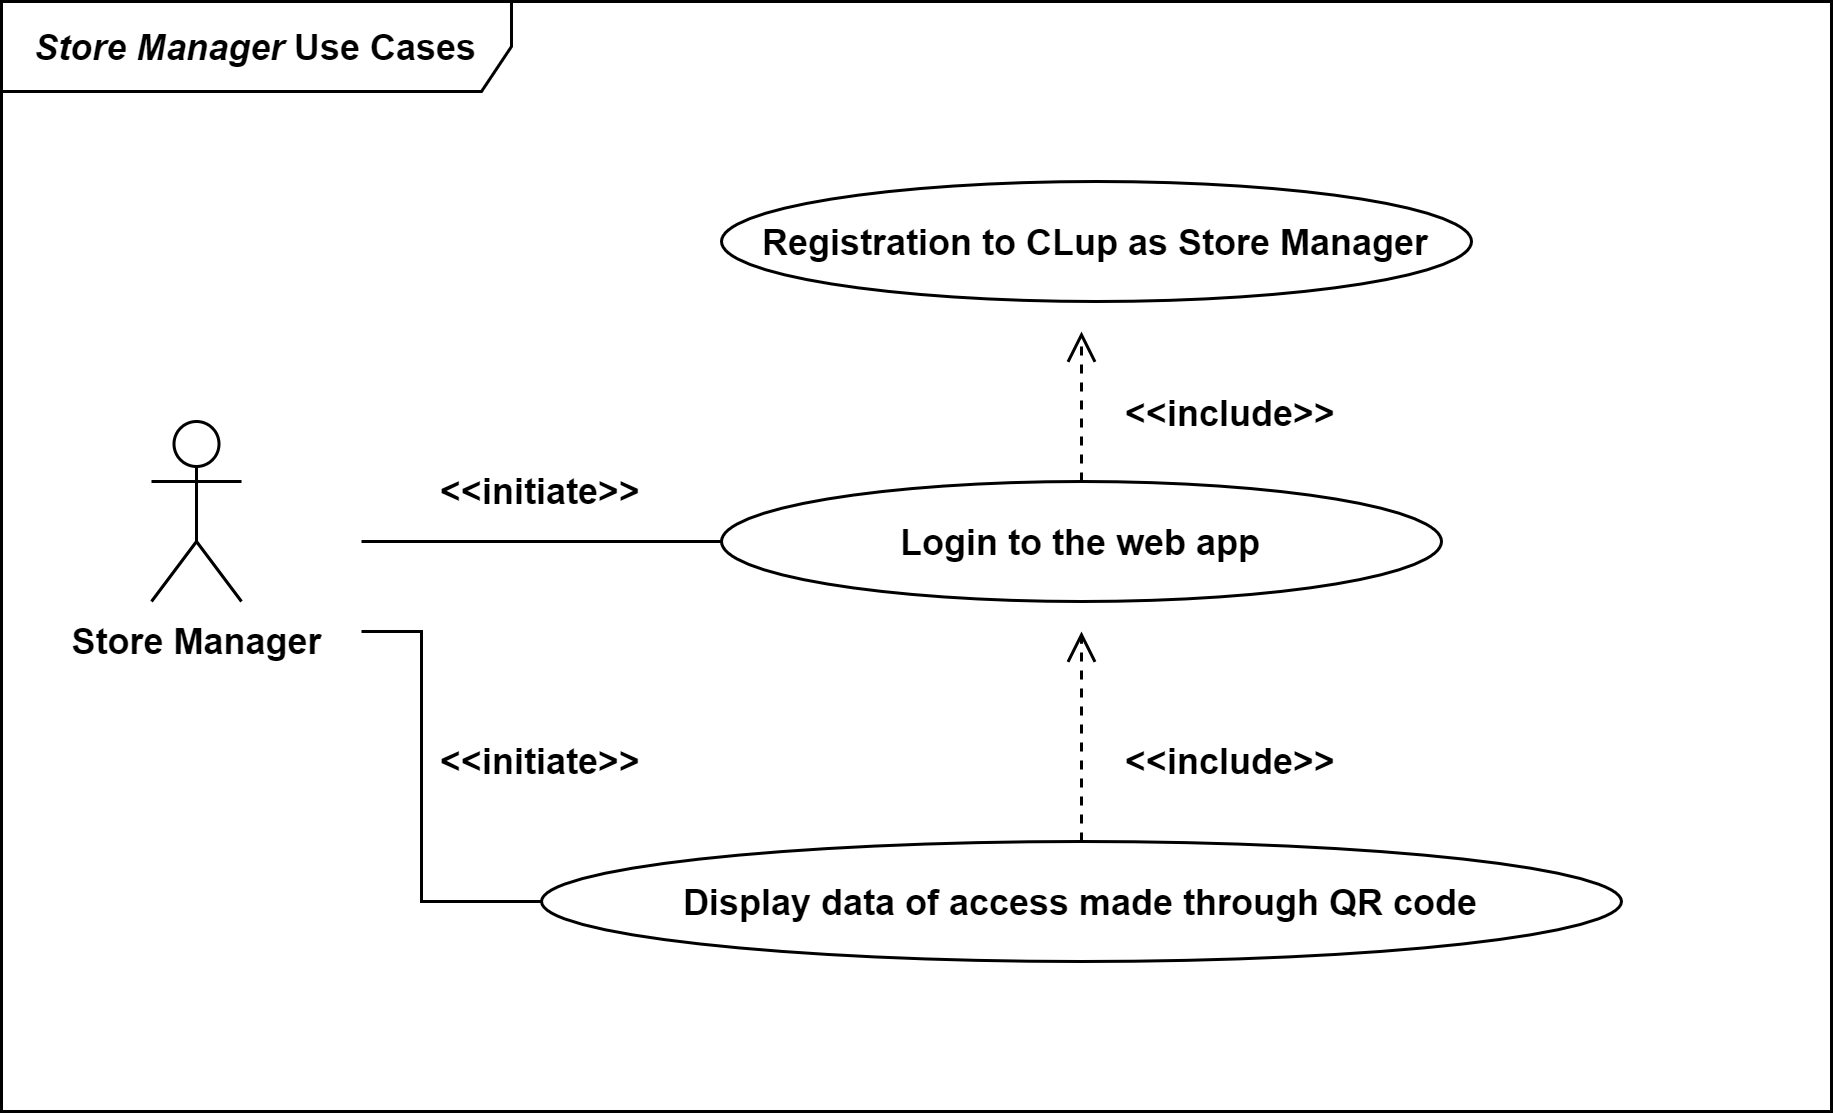 Store Manager Use Cases
Registration to CLup as Store Manager
<<include>>
<<initiate>>
Login to the web app
Store Manager
<<initiate>>
<<include>>
Display data of access made through QR code